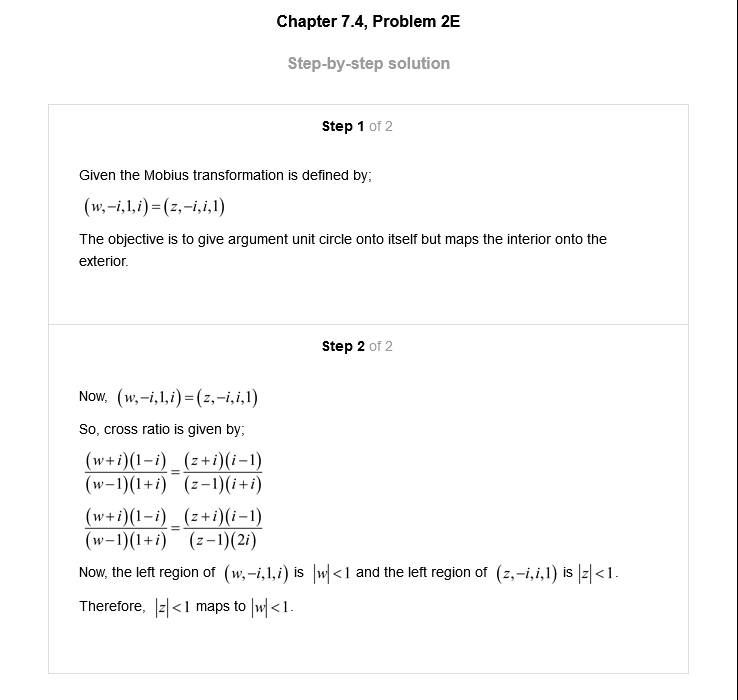 Chapter 7.4, Problem 2E
Step-by-step solution
Step 1 of 2
Given the Mobius transformation is defined by;
(w,−i,1,i)=(z,−i,i,1)
The objective is to give argument unit circle onto itself but maps the interior onto the
exterior.
Step 2 of 2
Now, (w,−i,1,i)=(z,−i,i,1)
So, cross ratio is given by;
(w+i)(1−i)/(w−1)(1+i) = (z+i)(i−1)/(z−1)(i+i)
(w+i)(1−i)/(w−1)(1+i) = (z+i)(i−1)/(z−1)(2i)
Now, the left region of (w,−i,1,i) is |w|<1 and the left region of (z,−i,i,1) is |z|<1.
Therefore, |z|<1 maps to |w|<1.